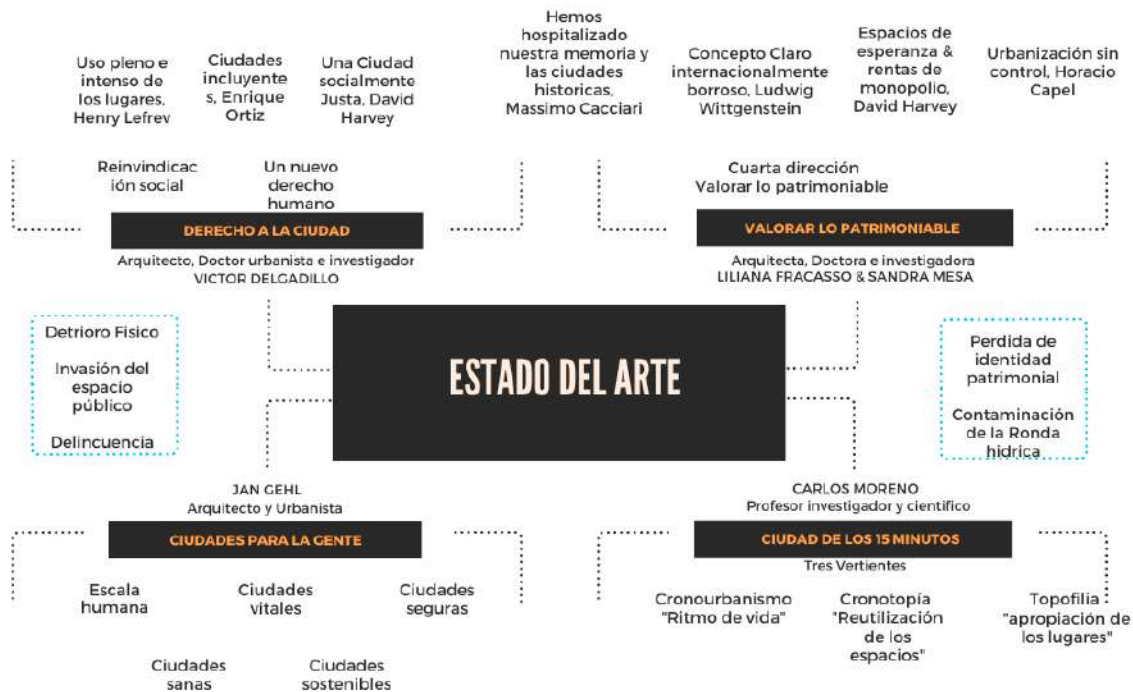 Uso pleno e
intenso de
los lugares,
Henry Lefrev
Ciudades
incluyente
s, Enrique
Ortiz
Una Ciudad
socialmente
Justa, David
Harvey
Hemos
hospitalizado
nuestra memoria y
las ciudades
historicas,
Massimo Cacciari
Concepto Claro
internacionalmente
borroso, Ludwig
Wittgenstein
Espacios de
esperanza &
rentas de
monopolio,
David Harvey
Urbanización sin
control, Horacio
Capel
Reinvindicac
ión social
Un nuevo
derecho
humano
Cuarta dirección
Valorar lo patrimoniable
DERECHO A LA CIUDAD
Arquitecto, Doctor urbanista e investigador
VICTOR DELGADILLO
VALORAR LO PATRIMONIABLE
Arquitecta, Doctora e investigadora
LILIANA FRACASSO & SANDRA MESA
Detrioro Fisico
Invasión del
espacio
público
Delincuencia
ESTADO DEL ARTE
Perdida de
identidad
patrimonial
Contaminación
de la Ronda
hidrica
JAN GEHL
Arquitecto y Urbanista
CIUDADES PARA LA GENTE
Escala
humana
Ciudades
vitales
Ciudades
seguras
Ciudades
sanas
Ciudades
sostenibles
CARLOS MORENO
Profesor investigador y científico
CIUDAD DE LOS 15 MINUTOS
Tres Vertientes
Cronourbanismo
"Ritmo de vida"
Cronotopía
"Reutilización
de los
espacios"
Topofilia
"apropiación de
los lugares"